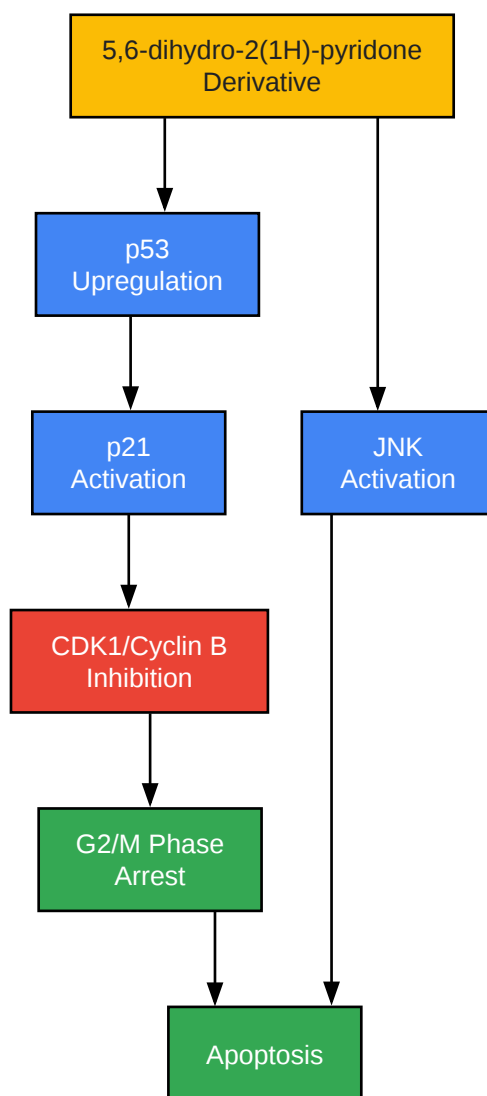 5,6-dihydro-2(1H)-pyridone
Derivative
p53
Upregulation
p21
Activation
JNK
Activation
CDK1/Cyclin B
Inhibition
G2/M Phase
Arrest
Apoptosis